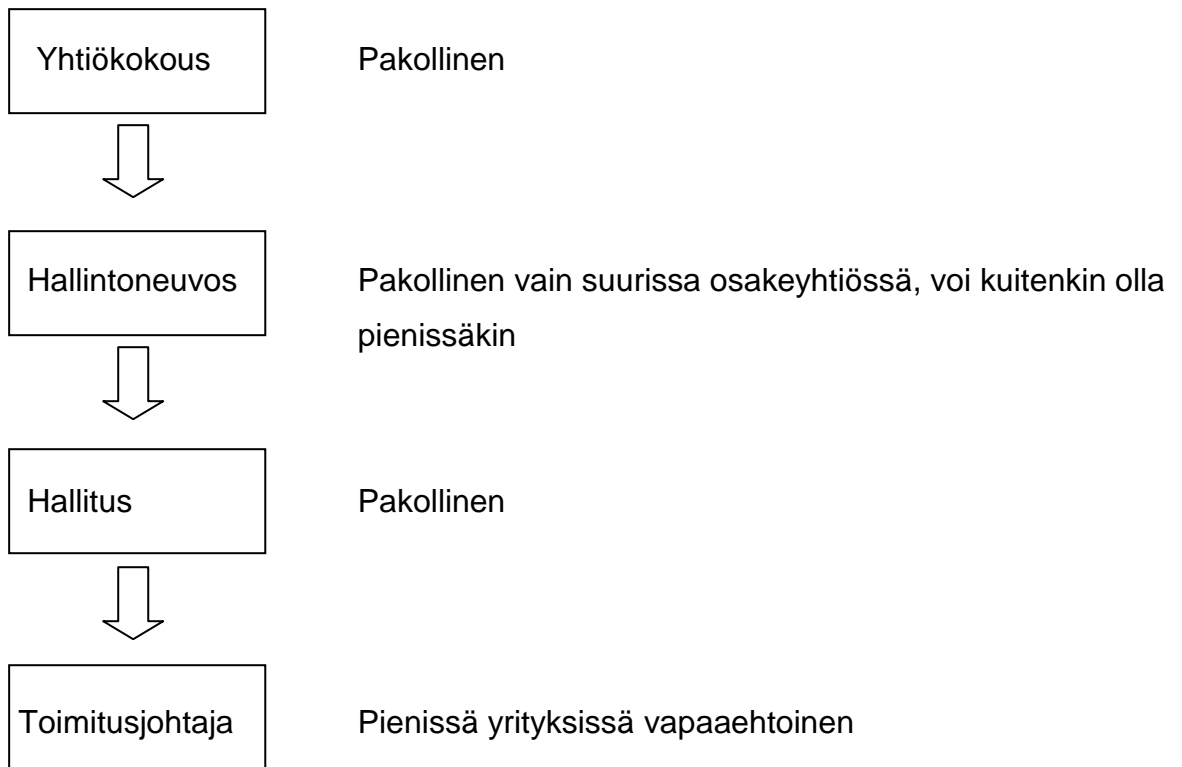 Yhtiökokous Pakollinen
Hallintoneuvos Pakollinen vain suurissa osakeyhtiössä, voi kuitenkin olla
pienissäkin
Hallitus Pakollinen
Toimitusjohtaja Pienissä yrityksissä vapaaehtoinen